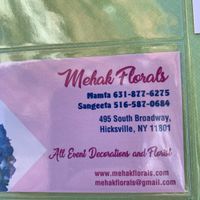 Mehak Florals
Mamta 631-877-6275
Sangeeta 516-587-0684
495 South Broadway,
Hicksville, NY 11801
All Event Decorations and Florist
www.mehakflorals.com
mehakflorals@gmail.com